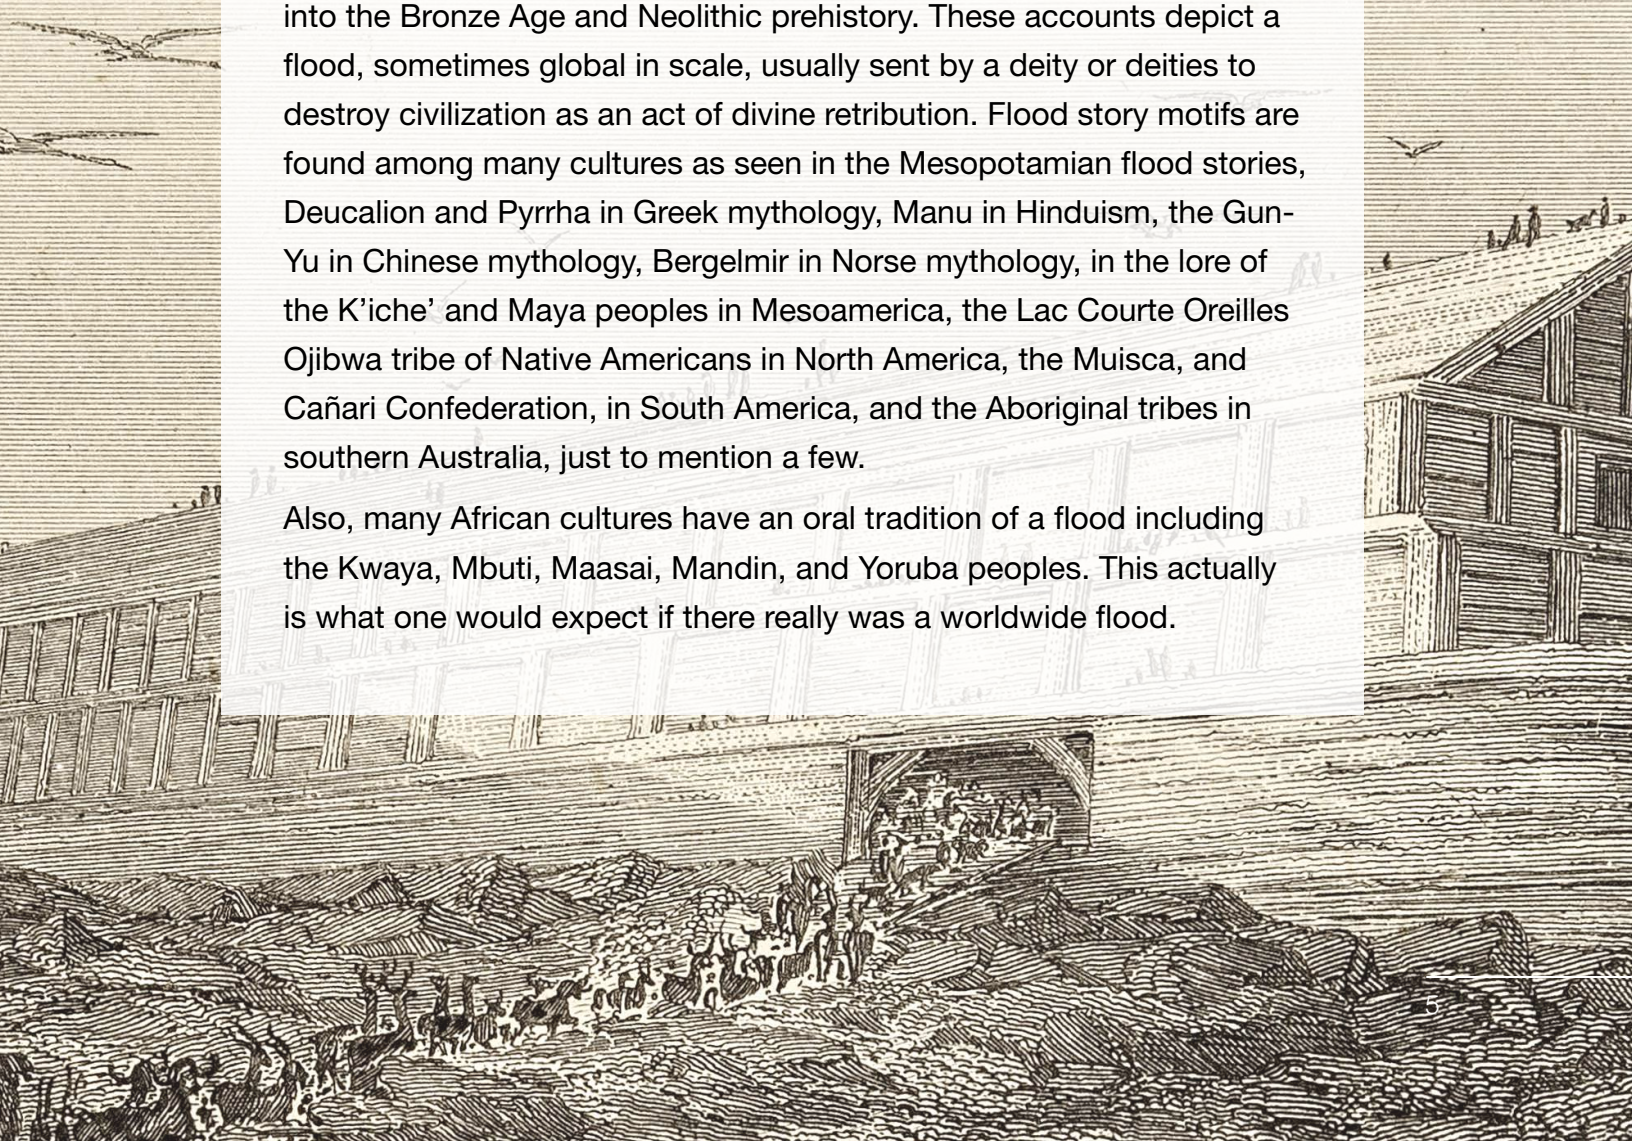 into the Bronze Age and Neolithic prehistory. These accounts depict a
flood, sometimes global in scale, usually sent by a deity or deities to
destroy civilization as an act of divine retribution. Flood story motifs are
found among many cultures as seen in the Mesopotamian flood stories,
Deucalion and Pyrrha in Greek mythology, Manu in Hinduism, the Gun-
Yu in Chinese mythology, Bergelmir in Norse mythology, in the lore of
the K’iche’ and Maya peoples in Mesoamerica, the Lac Courte Oreilles
Ojibwa tribe of Native Americans in North America, the Muisca, and
Cañari Confederation, in South America, and the Aboriginal tribes in
southern Australia, just to mention a few.
Also, many African cultures have an oral tradition of a flood including
the Kwaya, Mbuti, Maasai, Mandin, and Yoruba peoples. This actually
is what one would expect if there really was a worldwide flood.
5